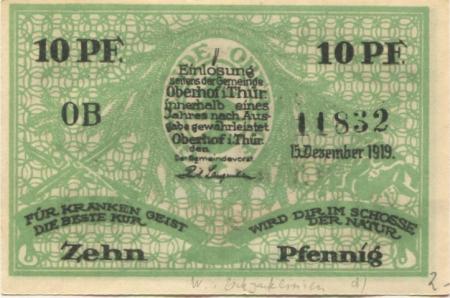 10 PF.
10 PF.
E O
Einlosung
seitens der Gemeinde
Oberhof i. Thür.
innerhalb eines
Jahres nach Aus-
gabe gewährleistet
Oberhof i. Thür.
den
Der Gemeindevorst.
OB
11832
15. Dezember 1919.
FÜR KRANKEN GEIST
DIE BESTE KUR
WIRD DIR IM SCHOSSE
DER NATUR
Zehn
Pfennig
2-